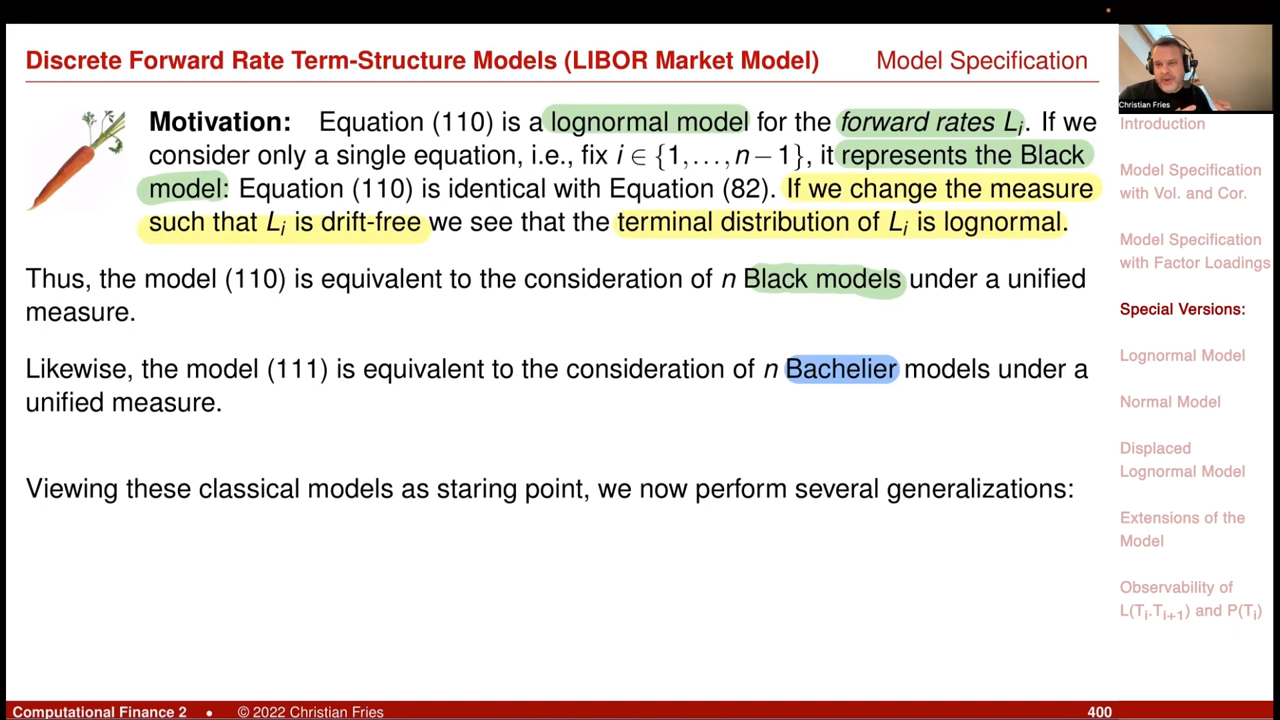 Discrete Forward Rate Term-Structure Models (LIBOR Market Model) Model Specification
Christian Fries
Motivation: Equation (110) is a lognormal model for the forward rates Lᵢ. If we
consider only a single equation, i.e., fix i ∈ {1,…,n − 1}, it represents the Black
model: Equation (110) is identical with Equation (82). If we change the measure
such that Lᵢ is drift-free we see that the terminal distribution of Lᵢ is lognormal.
Thus, the model (110) is equivalent to the consideration of n Black models under a unified
measure.
Likewise, the model (111) is equivalent to the consideration of n Bachelier models under a
unified measure.
Viewing these classical models as staring point, we now perform several generalizations:
Introduction
Model Specification
with Vol. and Cor.
Model Specification
with Factor Loadings
Special Versions:
Lognormal Model
Normal Model
Displaced
Lognormal Model
Extensions of the
Model
Observability of
L(Tᵢ.Tᵢ₊₁) and P(Tᵢ)
Computational Finance 2 • © 2022 Christian Fries 400